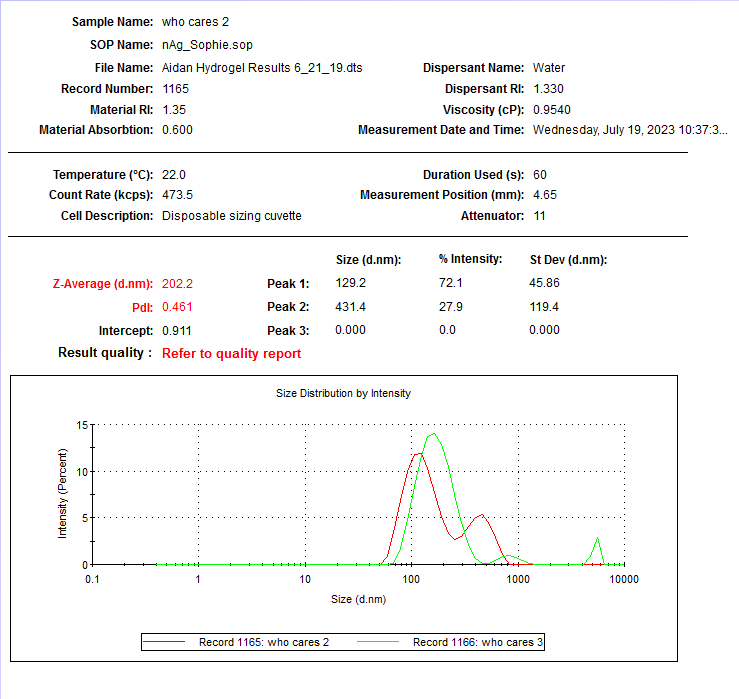 Sample Name: who cares 2
SOP Name: nAg_Sophie.sop
File Name: Aidan Hydrogel Results 6_21_19.dts Dispersant Name: Water
Record Number: 1165 Dispersant RI: 1.330
Material RI: 1.35 Viscosity (cP): 0.9540
Material Absorbtion: 0.600 Measurement Date and Time: Wednesday, July 19, 2023 10:37:3...
Temperature (°C): 22.0 Duration Used (s): 60
Count Rate (kcps): 473.5 Measurement Position (mm): 4.65
Cell Description: Disposable sizing cuvette Attenuator: 11
Size (d.nm): % Intensity: St Dev (d.nm):
Z-Average (d.nm): 202.2 Peak 1: 129.2 72.1 45.86
PdI: 0.461 Peak 2: 431.4 27.9 119.4
Intercept: 0.911 Peak 3: 0.000 0.0 0.000
Result quality : Refer to quality report
Size Distribution by Intensity
15
10
5
0
Intensity (Percent)
0.1 1 10 100 1000 10000
Size (d.nm)
Record 1165: who cares 2 Record 1166: who cares 3